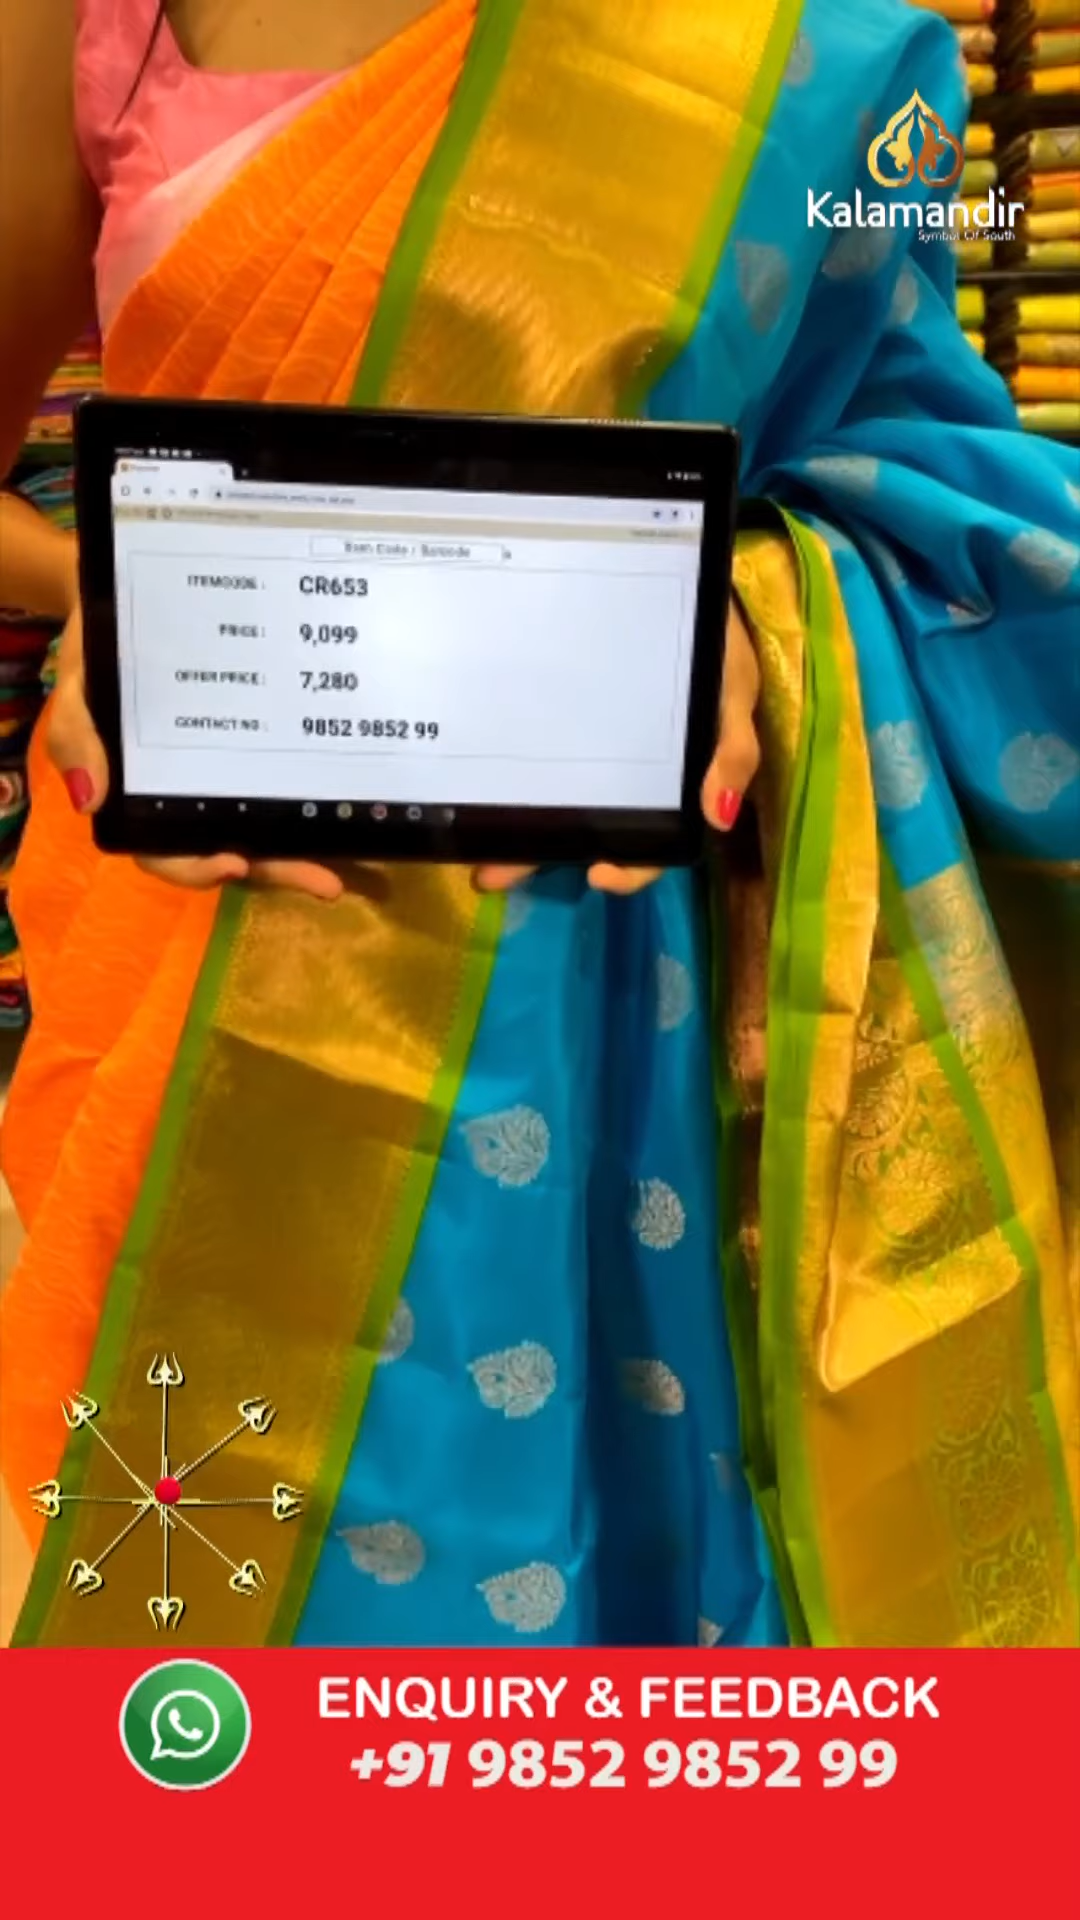 Kalamandir
Symbol Of South
Item Code / Barcode
ITEMCODE : CR653
PRICE : 9,099
OFFER PRICE : 7,280
CONTACT NO : 9852 9852 99
ENQUIRY & FEEDBACK
+91 9852 9852 99